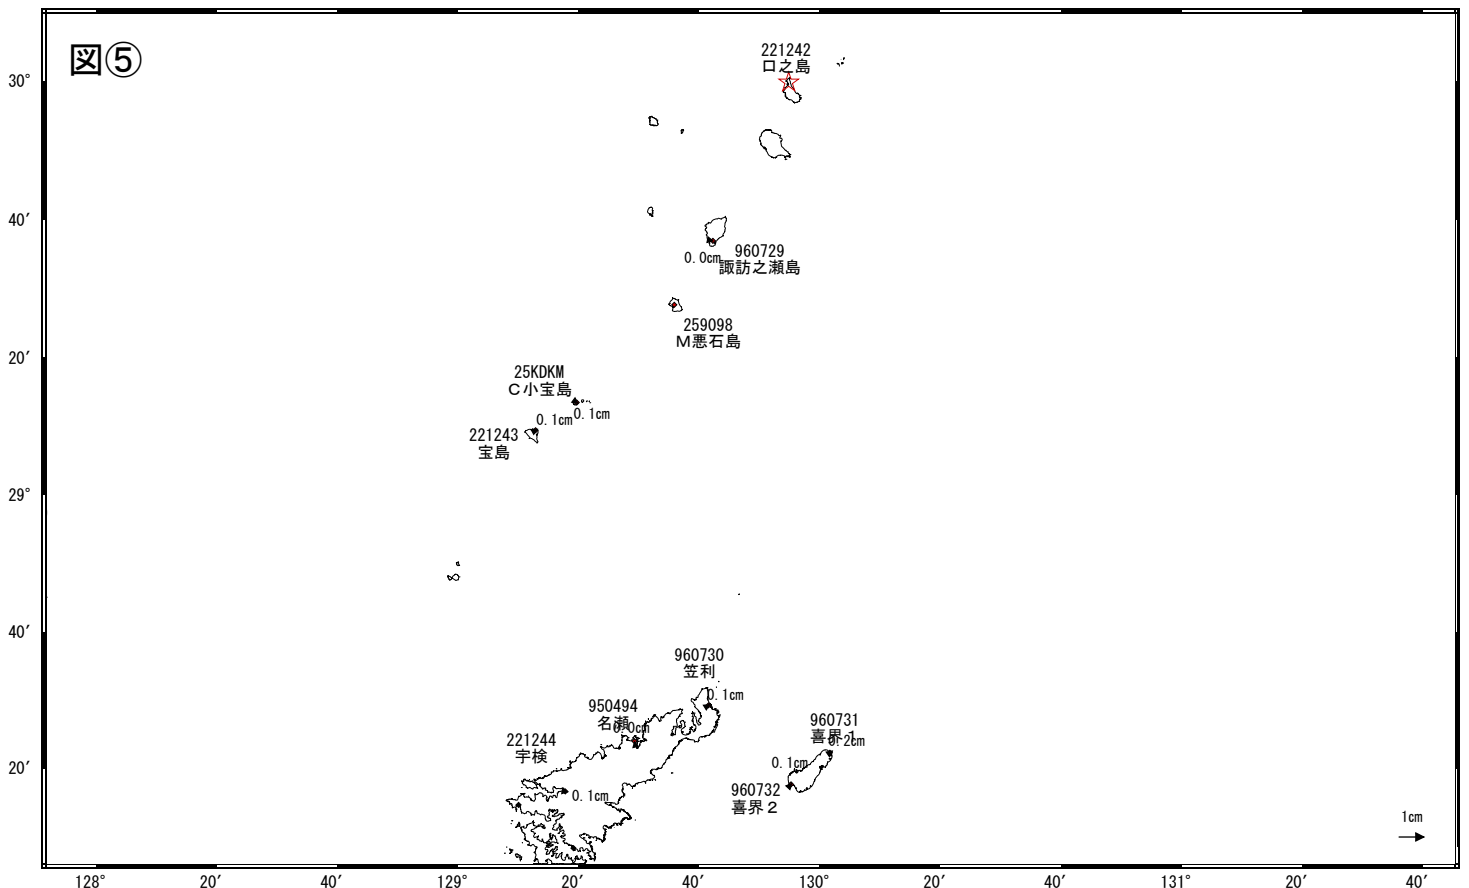 図⑤
221242
口之島
30°
40′
0.0cm
960729
諏訪之瀬島
259098
M悪石島
20′
25KDKM
C小宝島
0.1cm
0.1cm
221243
宝島
29°
40′
960730
笠利
0.1cm
950494
名瀬
0.0cm
221244
宇検
960731
喜界1
0.2cm
0.1cm
20′
960732
喜界2
0.1cm
1cm
128° 20′ 40′ 129° 20′ 40′ 130° 20′ 40′ 131° 20′ 40′